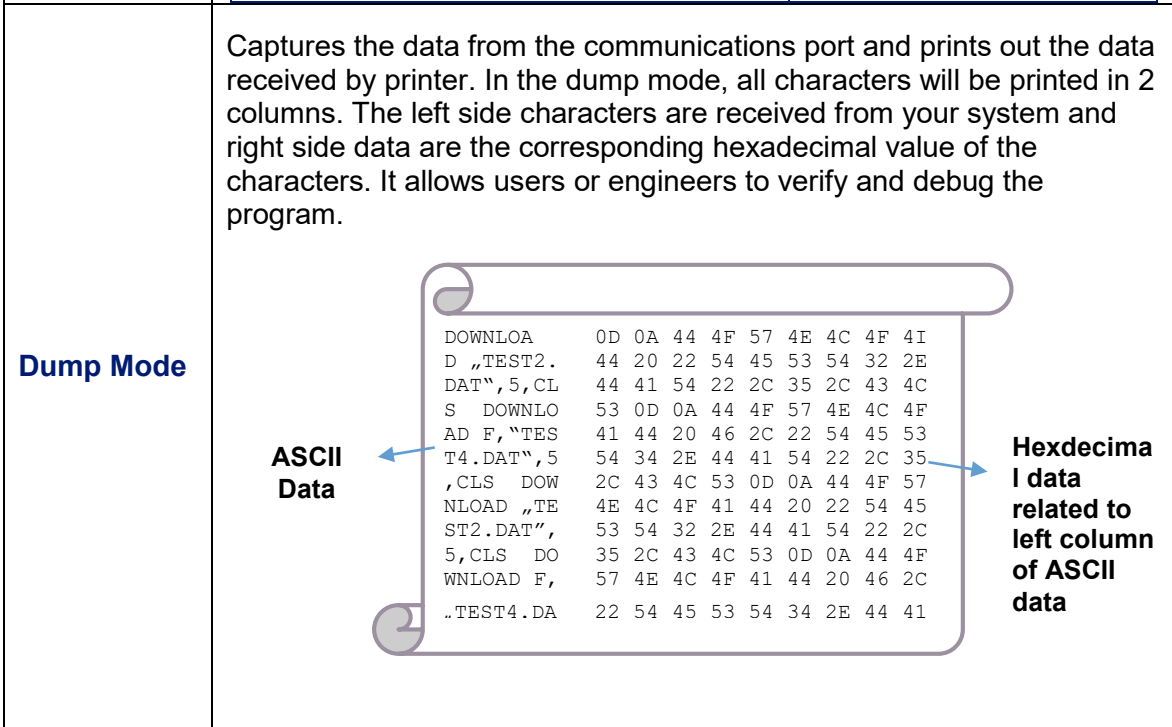 Captures the data from the communications port and prints out the data
received by printer. In the dump mode, all characters will be printed in 2
columns. The left side characters are received from your system and
right side data are the corresponding hexadecimal value of the
characters. It allows users or engineers to verify and debug the
program.
Dump Mode
ASCII
Data
DOWNLOA 0D 0A 44 4F 57 4E 4C 4F 4I
D „TEST2. 44 20 22 54 45 53 54 32 2E
DAT‟,5,CL 44 41 54 22 2C 35 2C 43 4C
S DOWNLO 53 0D 0A 44 4F 57 4E 4C 4F
AD F,‟TES 41 44 20 46 2C 22 54 45 53
T4.DAT‟,5 54 34 2E 44 41 54 22 2C 35
,CLS DOW 2C 43 4C 53 0D 0A 44 4F 57
NLOAD „TE 4E 4C 4F 41 44 20 22 54 45
ST2.DAT”, 53 54 32 2E 44 41 54 22 2C
5,CLS DO 35 2C 43 4C 53 0D 0A 44 4F
WNLOAD F, 57 4E 4C 4F 41 44 20 46 2C
„TEST4.DA 22 54 45 53 54 34 2E 44 41
Hexdecima
l data
related to
left column
of ASCII
data